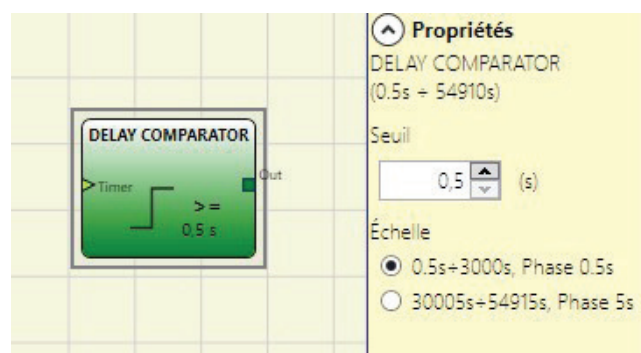 DELAY COMPARATOR
Timer
Out
>=
0,5 s
Propriétés
DELAY COMPARATOR
(0.5s ÷ 54910s)
Seuil
0,5 (s)
Échelle
0.5s÷3000s, Phase 0.5s
30005s÷54915s, Phase 5s